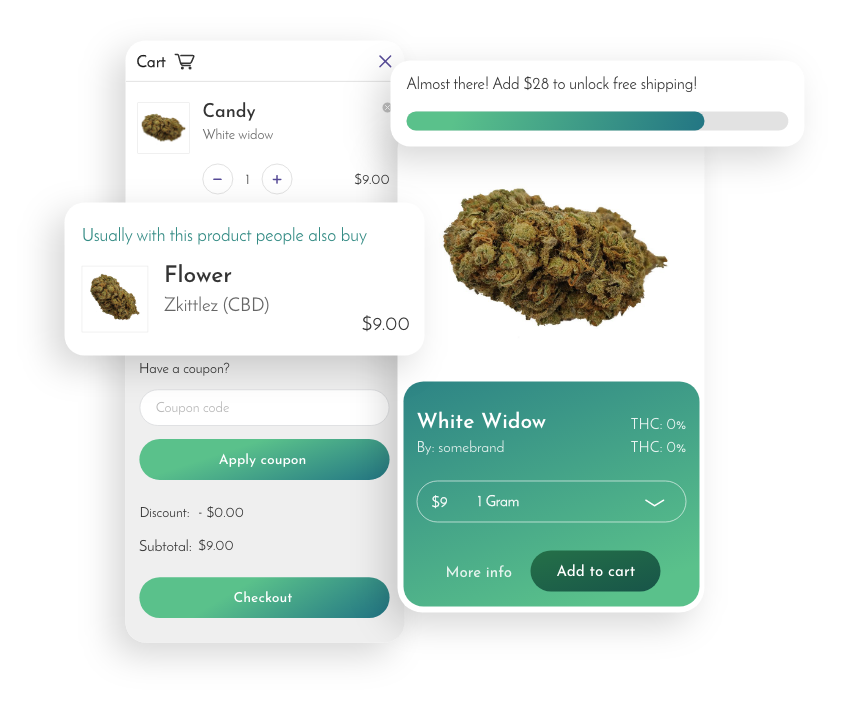 Cart
Almost there! Add $28 to unlock free shipping!
Candy
White widow
− 1 + $9.00
Usually with this product people also buy
Flower
Zkittlez (CBD)
$9.00
Have a coupon?
Coupon code
Apply coupon
Discount: - $0.00
Subtotal: $9.00
Checkout
White Widow
THC: 0%
By: somebrand
THC: 0%
$9 1 Gram
More info
Add to cart